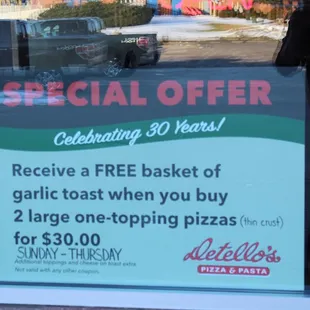 SPECIAL OFFER
Celebrating 30 Years!
Receive a FREE basket of
garlic toast when you buy
2 large one-topping pizzas (thin crust)
for $30.00
SUNDAY - THURSDAY
Additional toppings and cheese on toast extra
Not valid with any other coupons
Detello's
PIZZA & PASTA